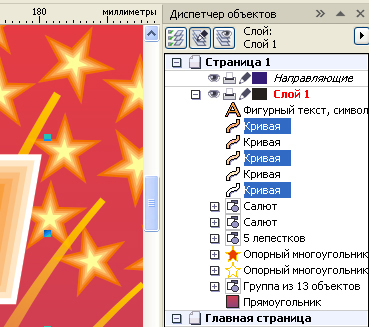 180
миллиметры
Диспетчер объектов
Слой:
Слой 1
Страница 1
Направляющие
Слой 1
Фигурный текст, символ
Кривая
Кривая
Кривая
Кривая
Кривая
Салют
Салют
5 лепестков
Опорный многоугольник
Опорный многоугольник
Группа из 13 объектов
Прямоугольник
Главная страница